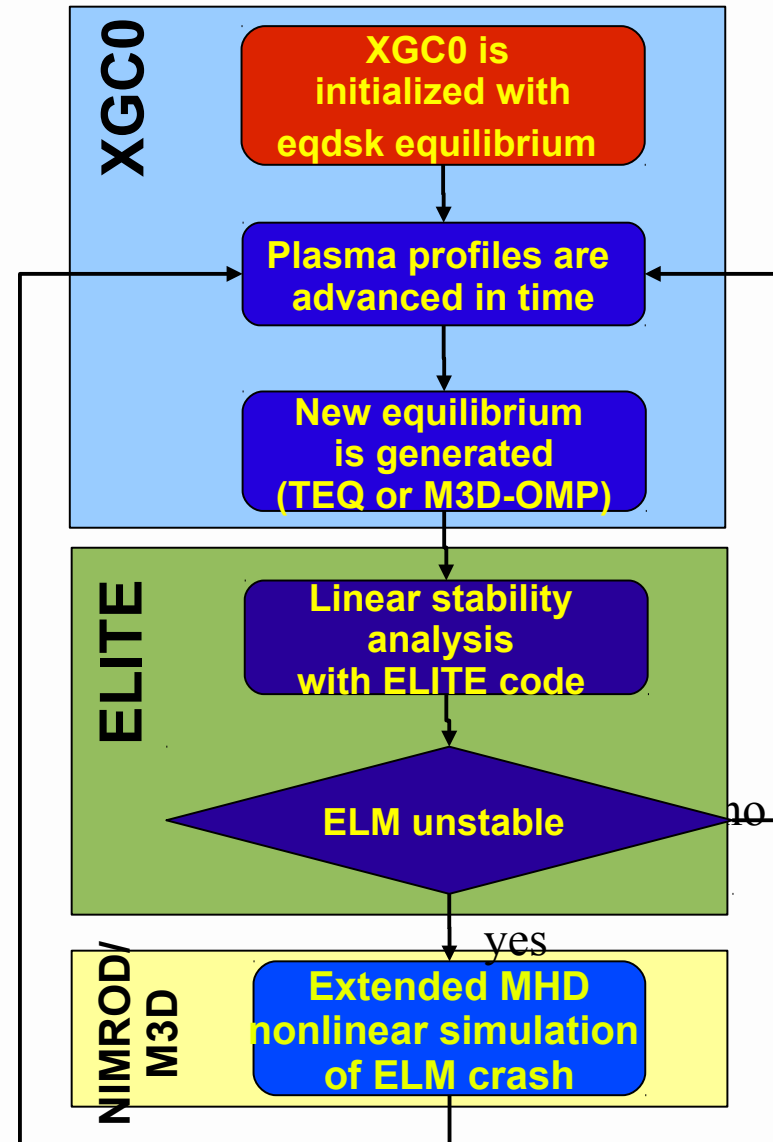 XGC0
XGC0 is
initialized with
eqdsk equilibrium
Plasma profiles are
advanced in time
New equilibrium
is generated
(TEQ or M3D-OMP)
ELITE
Linear stability
analysis
with ELITE code
ELM unstable
no
yes
NIMROD/
M3D
Extended MHD
nonlinear simulation
of ELM crash